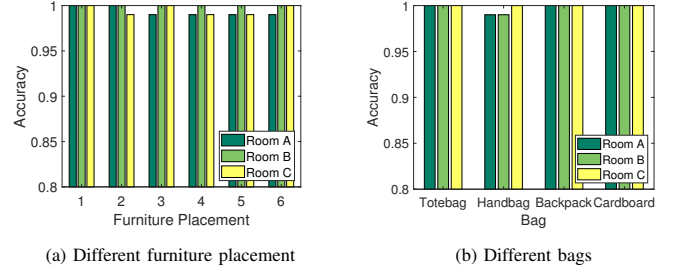 1
0.95
0.9
0.85
0.8
Accuracy
Room A
Room B
Room C
1 2 3 4 5 6
Furniture Placement
(a) Different furniture placement
1
0.95
0.9
0.85
0.8
Accuracy
Room A
Room B
Room C
Totebag Handbag Backpack Cardboard
Bag
(b) Different bags